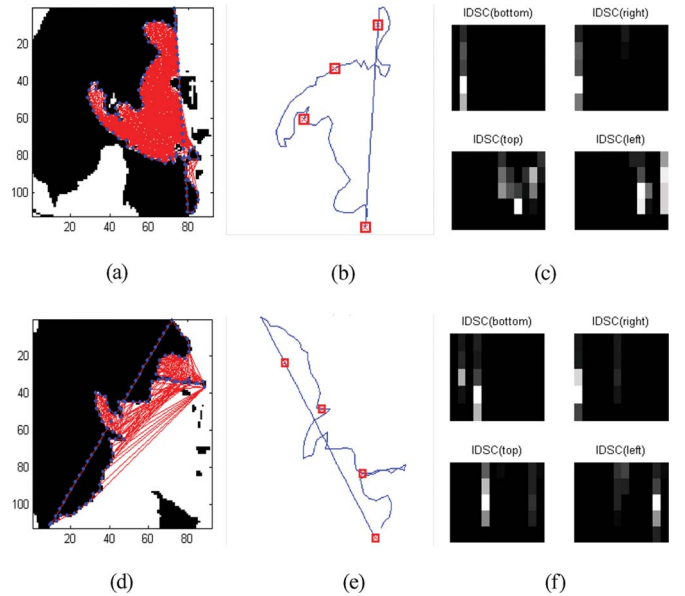 IDSC(bottom) IDSC(right)
20
40
60
80
100
IDSC(top) IDSC(left)
20 40 60 80
(a) (b) (c)
IDSC(bottom) IDSC(right)
20
40
60
80
100
IDSC(top) IDSC(left)
20 40 60 80
(d) (e) (f)